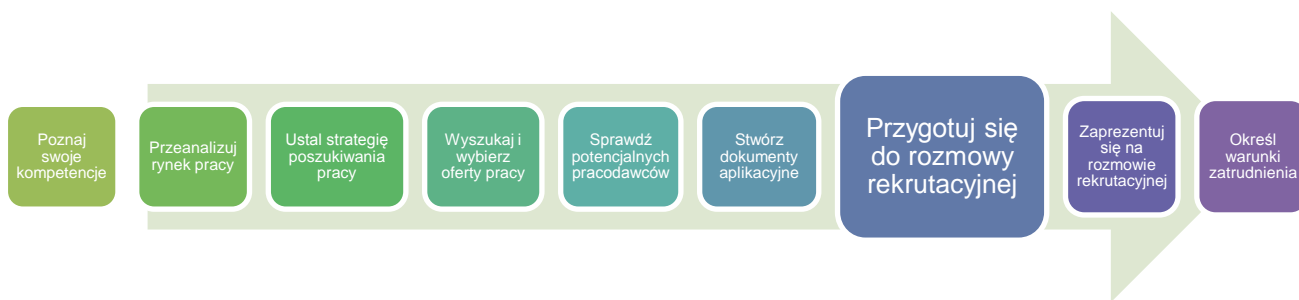 Poznaj
swoje
kompetencje
Przeanalizuj
rynek pracy
Ustal strategię
poszukiwania
pracy
Wyszukaj i
wybierz
oferty pracy
Sprawdź
potencjalnych
pracodawców
Stwórz
dokumenty
aplikacyjne
Przygotuj się
do rozmowy
rekrutacyjnej
Zaprezentuj
się na
rozmowie
rekrutacyjnej
Określ
warunki
zatrudnienia